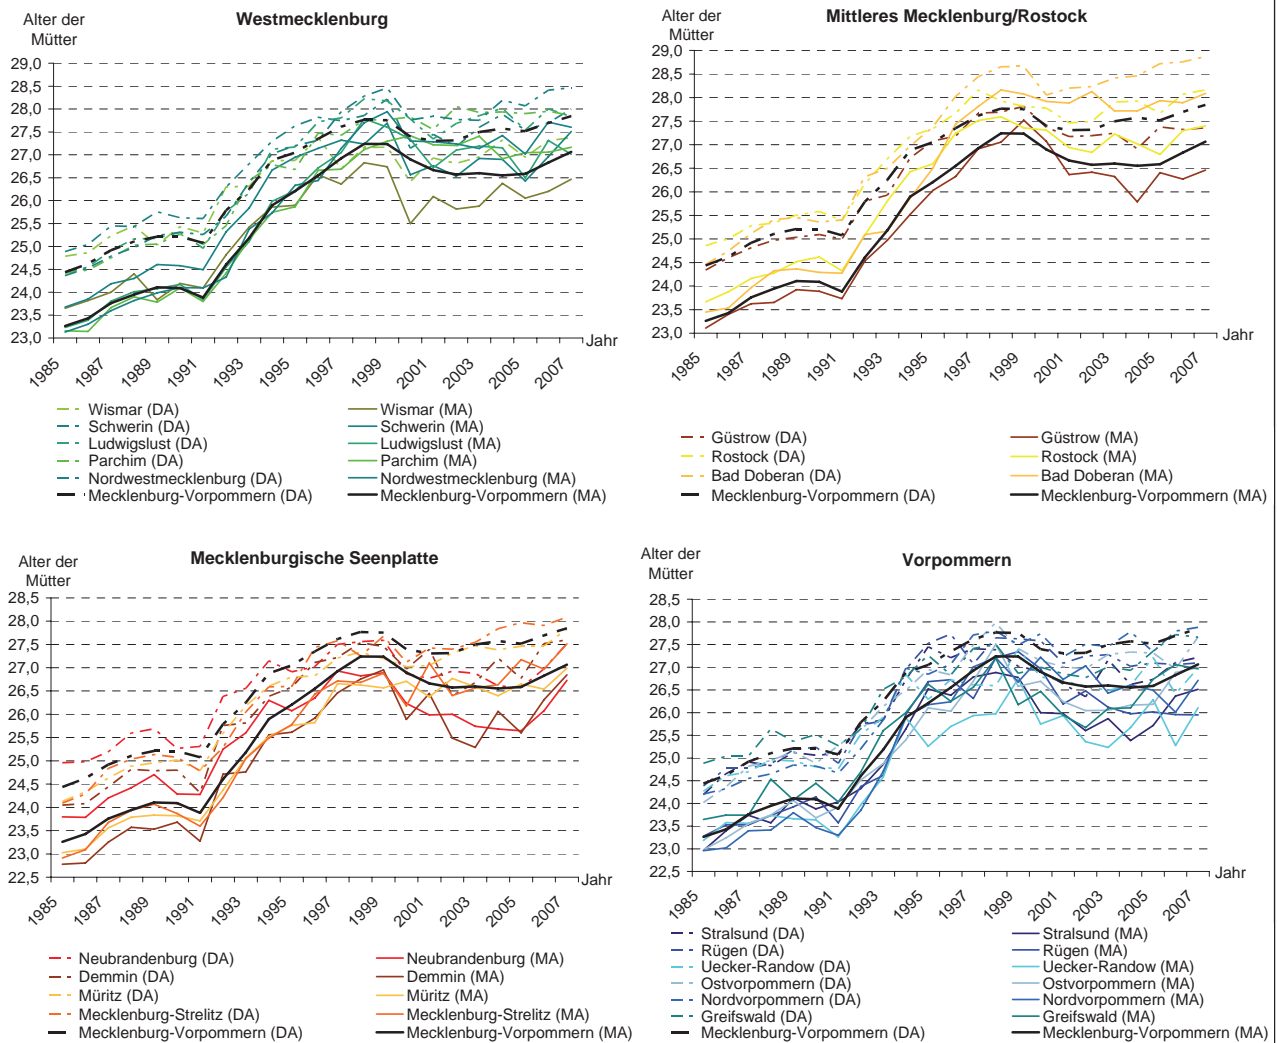 Westmecklenburg
Alter der
Mütter
29,0
28,5
28,0
27,5
27,0
26,5
26,0
25,5
25,0
24,5
24,0
23,5
23,0
Jahr
1985
1987
1989
1991
1993
1995
1997
1999
2001
2003
2005
2007
Wismar (DA)
Wismar (MA)
Schwerin (DA)
Schwerin (MA)
Ludwigslust (DA)
Ludwigslust (MA)
Parchim (DA)
Parchim (MA)
Nordwestmecklenburg (DA)
Nordwestmecklenburg (MA)
Mecklenburg-Vorpommern (DA)
Mecklenburg-Vorpommern (MA)
Mittleres Mecklenburg/Rostock
Alter der
Mütter
29,0
28,5
28,0
27,5
27,0
26,5
26,0
25,5
25,0
24,5
24,0
23,5
23,0
Jahr
1985
1987
1989
1991
1993
1995
1997
1999
2001
2003
2005
2007
Güstrow (DA)
Güstrow (MA)
Rostock (DA)
Rostock (MA)
Bad Doberan (DA)
Bad Doberan (MA)
Mecklenburg-Vorpommern (DA)
Mecklenburg-Vorpommern (MA)
Mecklenburgische Seenplatte
Alter der
Mütter
28,5
28,0
27,5
27,0
26,5
26,0
25,5
25,0
24,5
24,0
23,5
23,0
22,5
Jahr
1985
1987
1989
1991
1993
1995
1997
1999
2001
2003
2005
2007
Neubrandenburg (DA)
Neubrandenburg (MA)
Demmin (DA)
Demmin (MA)
Müritz (DA)
Müritz (MA)
Mecklenburg-Strelitz (DA)
Mecklenburg-Strelitz (MA)
Mecklenburg-Vorpommern (DA)
Mecklenburg-Vorpommern (MA)
Vorpommern
Alter der
Mütter
28,5
28,0
27,5
27,0
26,5
26,0
25,5
25,0
24,5
24,0
23,5
23,0
22,5
Jahr
1985
1987
1989
1991
1993
1995
1997
1999
2001
2003
2005
2007
Stralsund (DA)
Stralsund (MA)
Rügen (DA)
Rügen (MA)
Uecker-Randow (DA)
Uecker-Randow (MA)
Ostvorpommern (DA)
Ostvorpommern (MA)
Nordvorpommern (DA)
Nordvorpommern (MA)
Greifswald (DA)
Greifswald (MA)
Mecklenburg-Vorpommern (DA)
Mecklenburg-Vorpommern (MA)